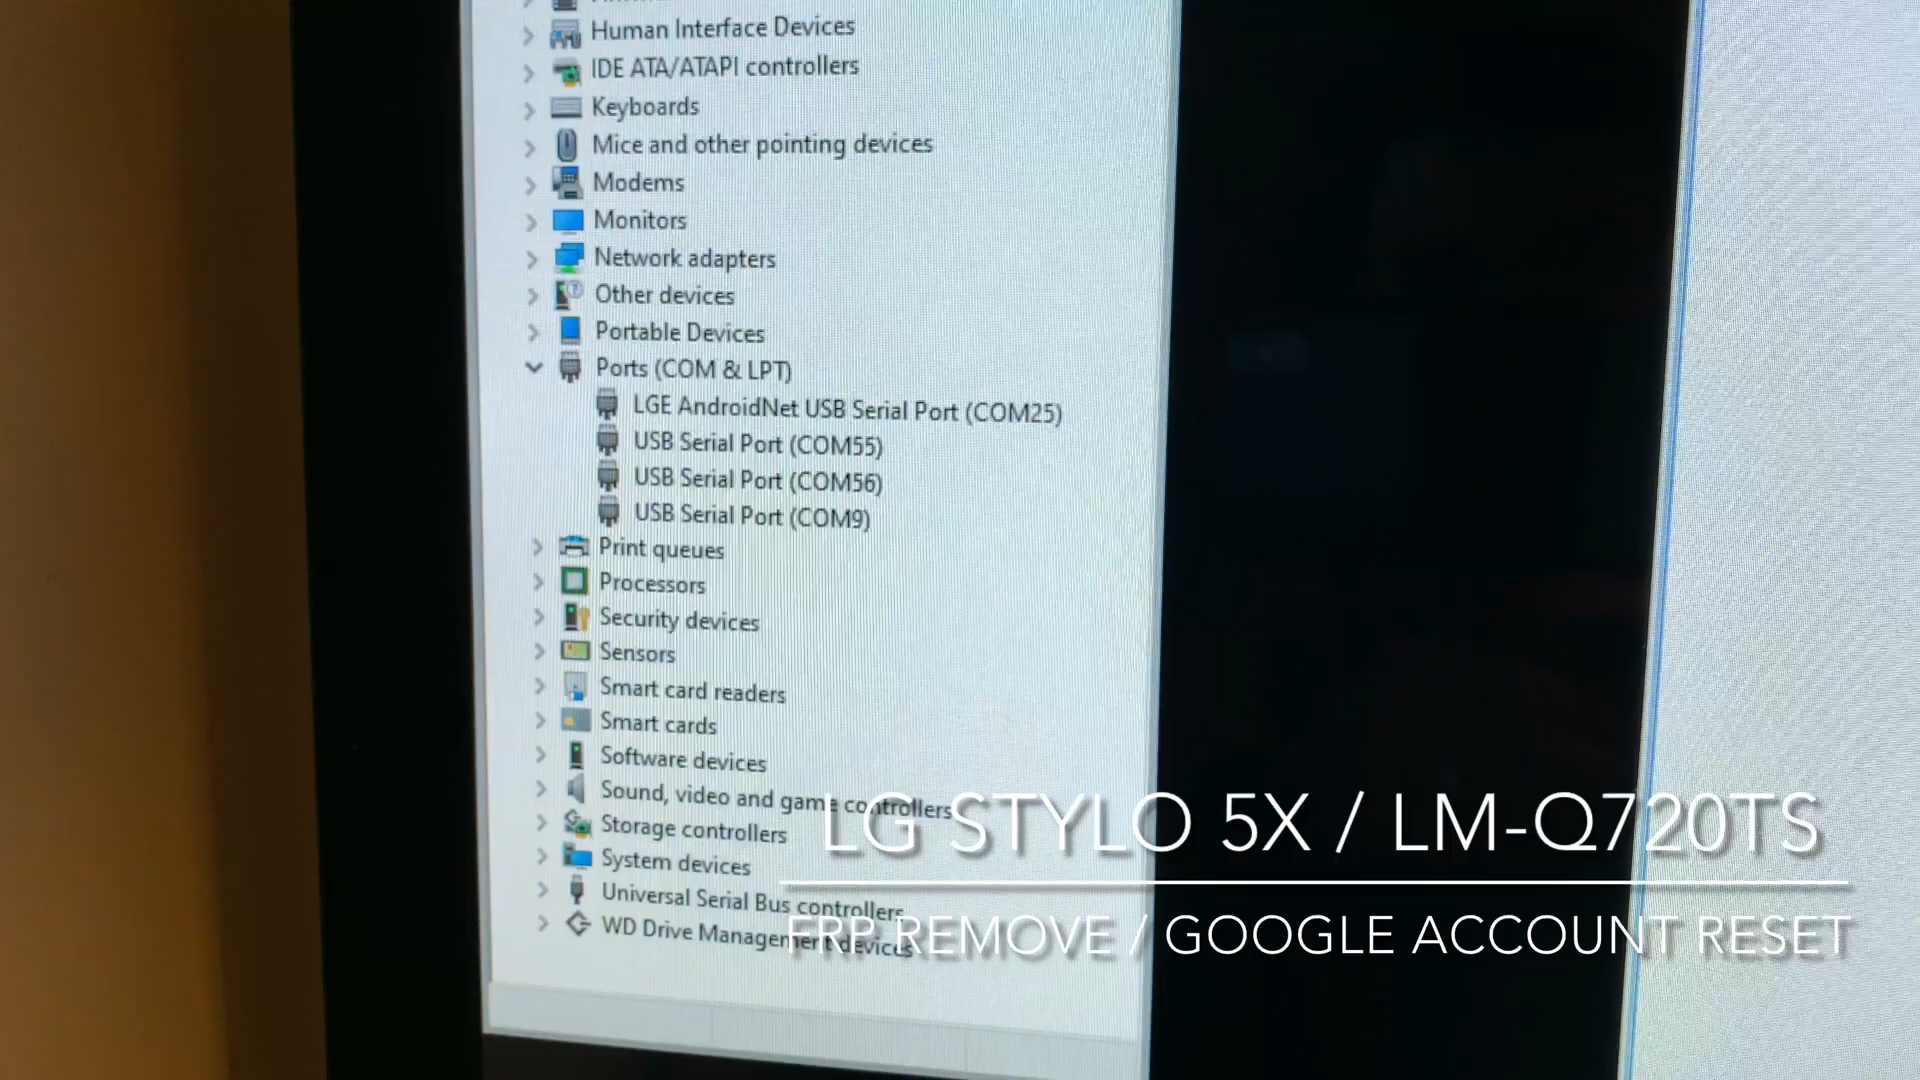 Human Interface Devices
IDE ATA/ATAPI controllers
Keyboards
Mice and other pointing devices
Modems
Monitors
Network adapters
Other devices
Portable Devices
Ports (COM & LPT)
LGE AndroidNet USB Serial Port (COM25)
USB Serial Port (COM55)
USB Serial Port (COM56)
USB Serial Port (COM9)
Print queues
Processors
Security devices
Sensors
Smart card readers
Smart cards
Software devices
Sound, video and game controllers
Storage controllers
System devices
Universal Serial Bus controllers
WD Drive Management devices
LG STYLO 5X / LM-Q720TS
FRP REMOVE / GOOGLE ACCOUNT RESET